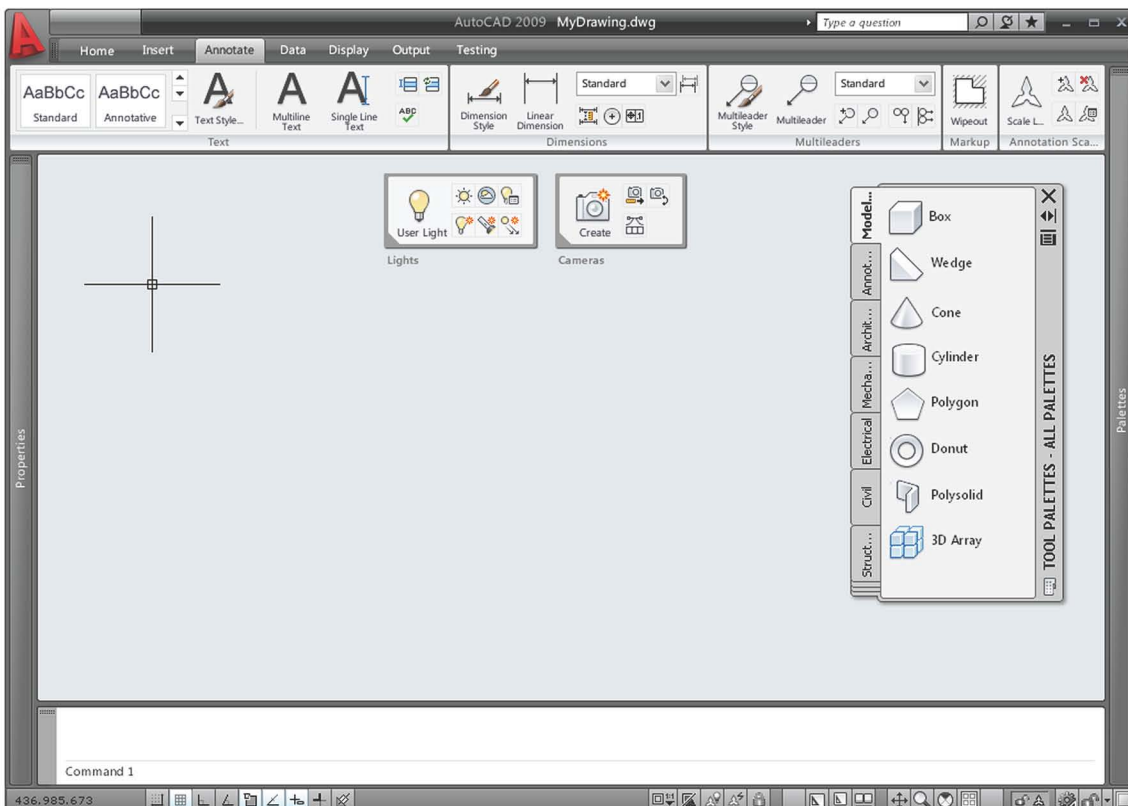 AutoCAD 2009 MyDrawing.dwg
Type a question
Home Insert Annotate Data Display Output Testing
AaBbCc AaBbCc
Standard Annotative
Text Style...
Multiline Text
Single Line Text
ABC
Text
Dimension Style
Linear Dimension
Standard
Dimensions
Multileader Style
Multileader
Standard
Multileaders
Wipeout
Markup
Scale L...
Annotation Sca...
User Light
Lights
Create
Cameras
Properties
Model...
Annot...
Archit...
Mecha...
Electrical
Civil
Struct...
Box
Wedge
Cone
Cylinder
Polygon
Donut
Polysolid
3D Array
TOOL PALETTES - ALL PALETTES
Palettes
Command 1
436.985.673